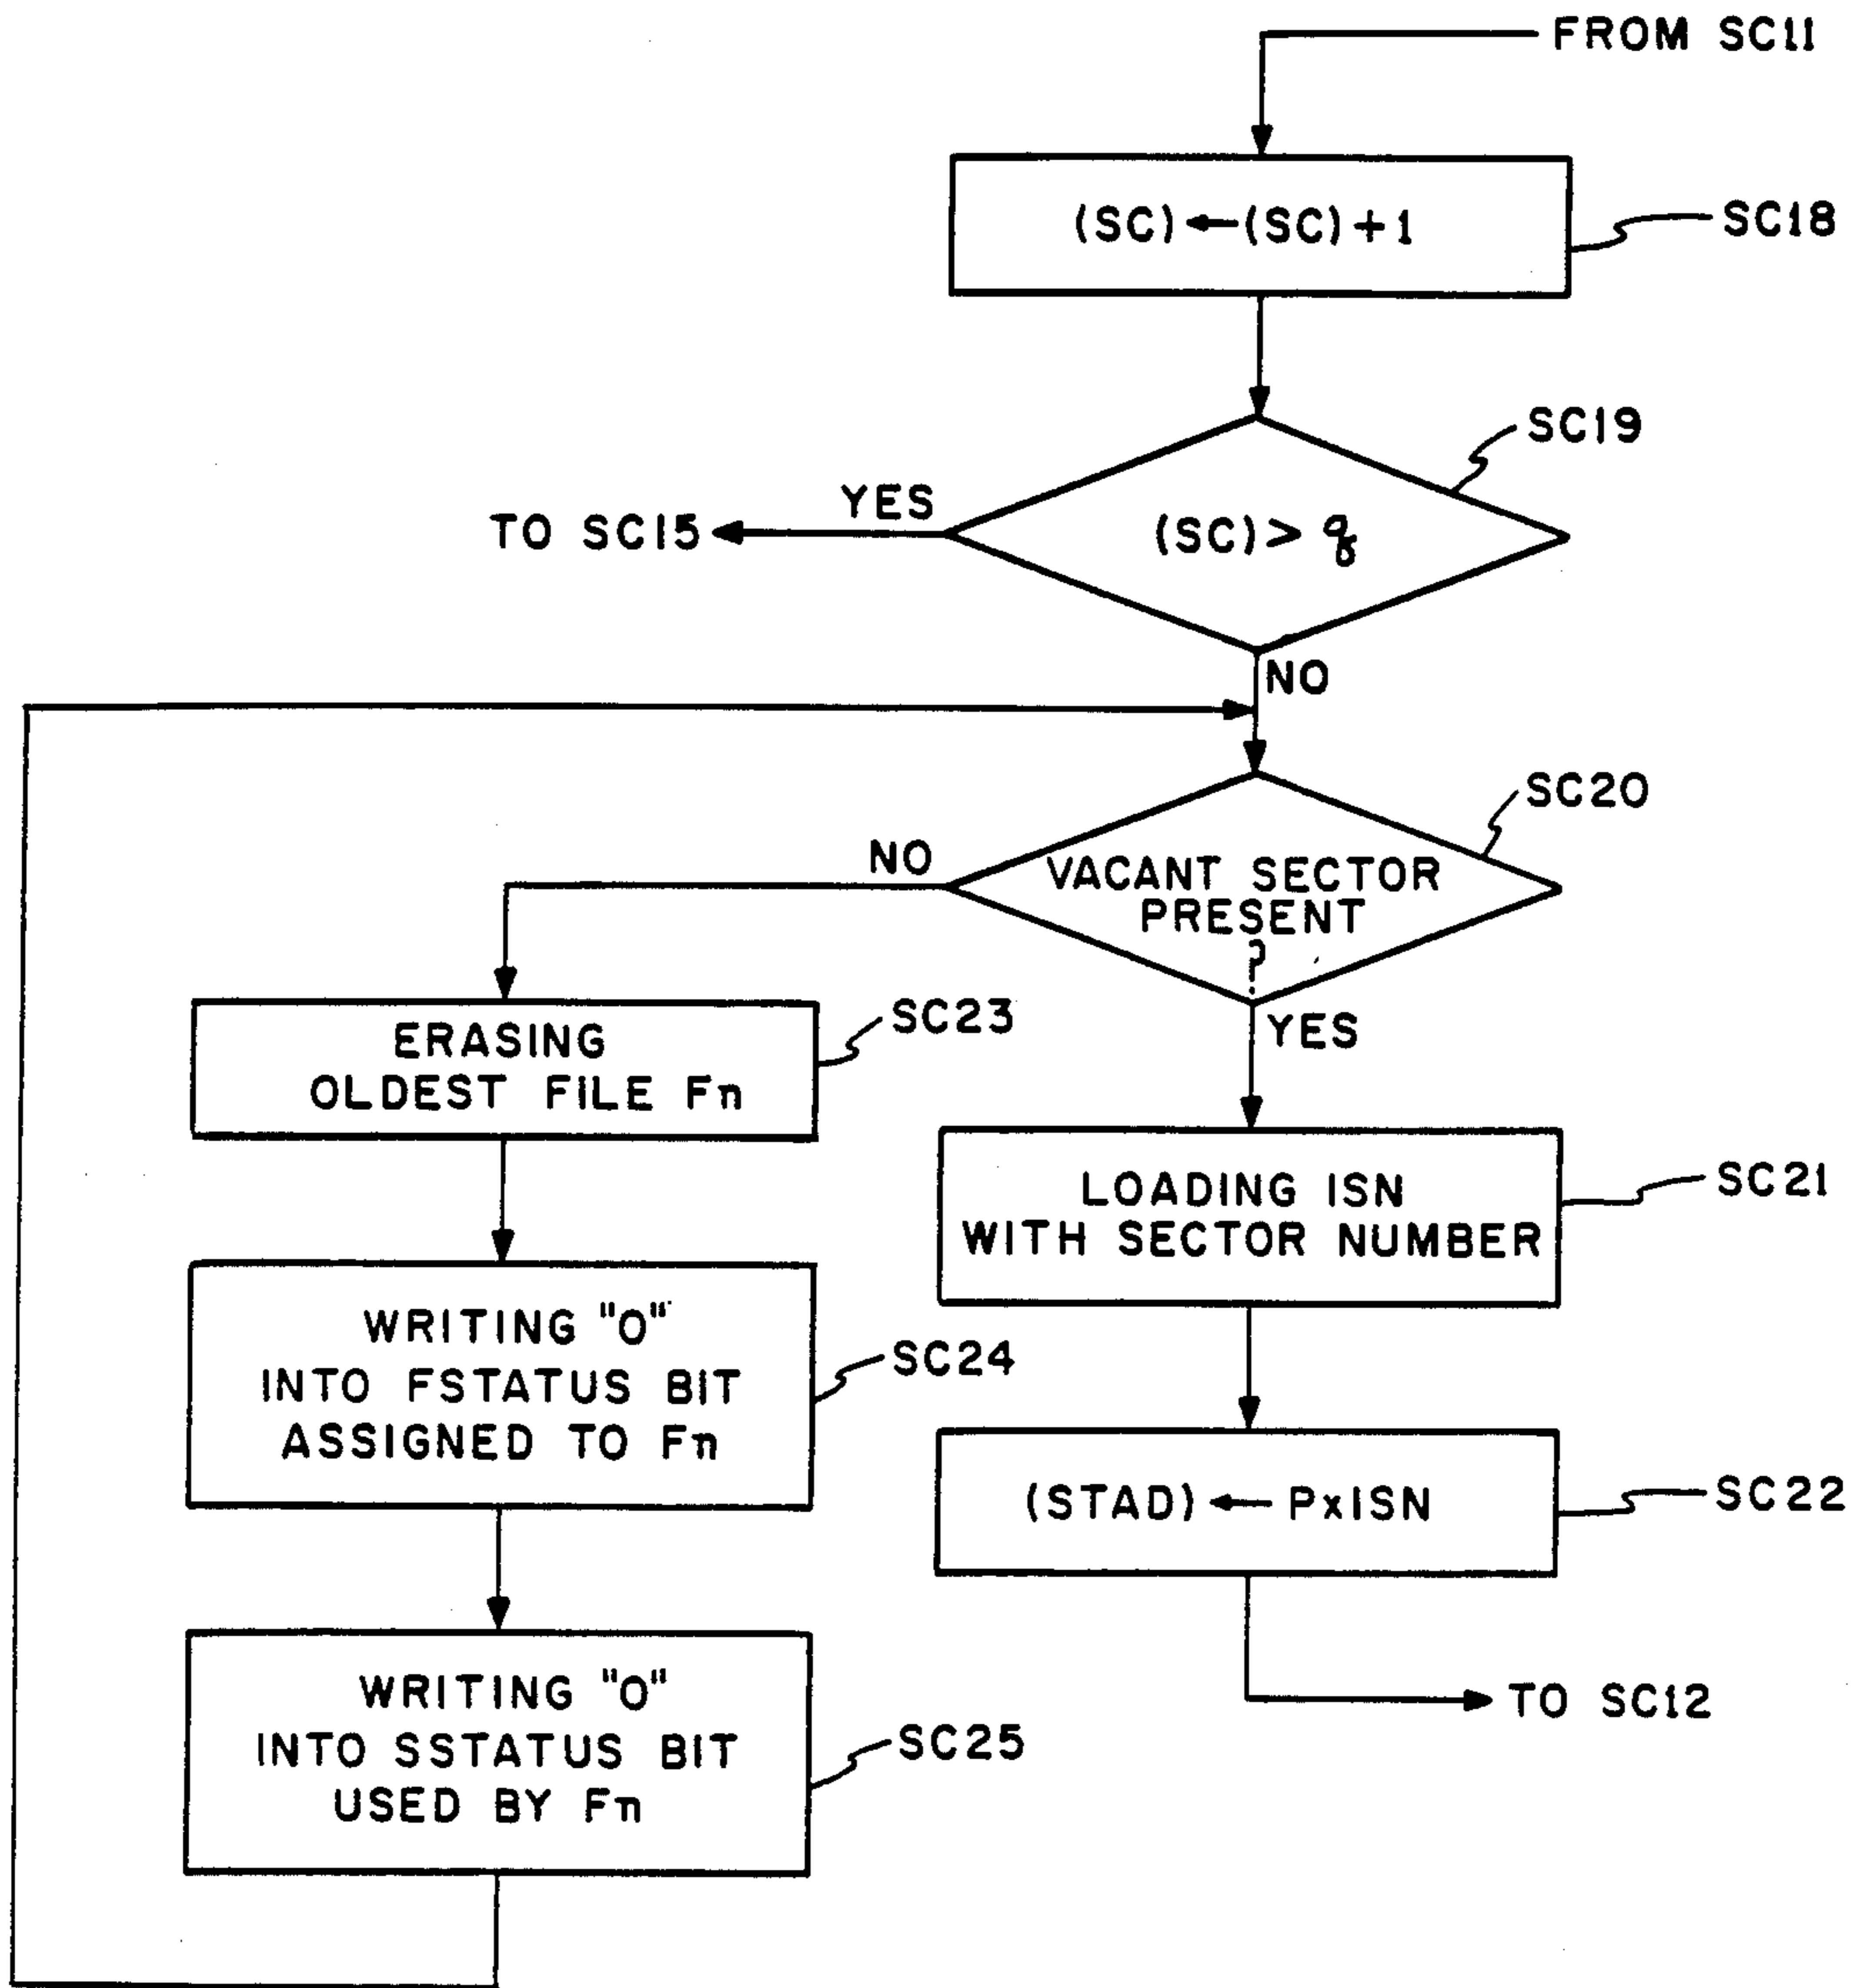 FROM SC11
(SC)←(SC)+1
SC18
SC19
YES
TO SC15
(SC)> q
NO
SC20
NO
VACANT SECTOR
PRESENT
?
YES
SC23
ERASING
OLDEST FILE Fn
SC21
LOADING ISN
WITH SECTOR NUMBER
WRITING "0"
INTO FSTATUS BIT
ASSIGNED TO Fn
SC24
(STAD)← PxISN
SC22
WRITING "0"
INTO SSTATUS BIT
USED BY Fn
SC25
TO SC12